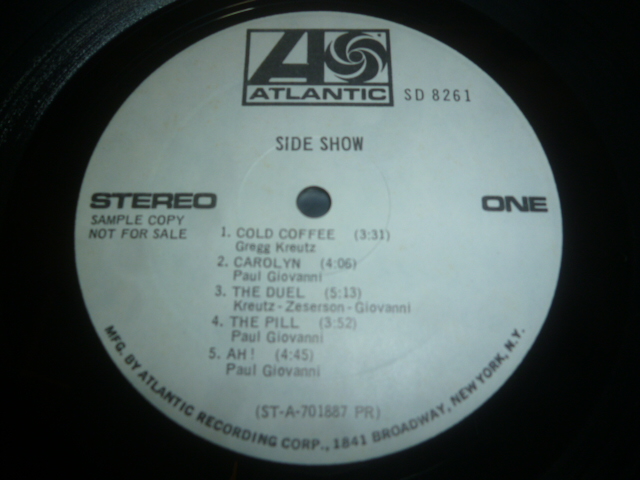 ATLANTIC
SD 8261
SIDE SHOW
STEREO
ONE
SAMPLE COPY
NOT FOR SALE
1. COLD COFFEE (3:31)
Gregg Kreutz
2. CAROLYN (4:06)
Paul Giovanni
3. THE DUEL (5:13)
Kreutz-Zeserson-Giovanni
4. THE PILL (3:52)
Paul Giovanni
5. AH! (4:45)
Paul Giovanni
(ST-A-701887 PR)
MFG. BY ATLANTIC RECORDING CORP., 1841 BROADWAY, NEW YORK, N.Y.